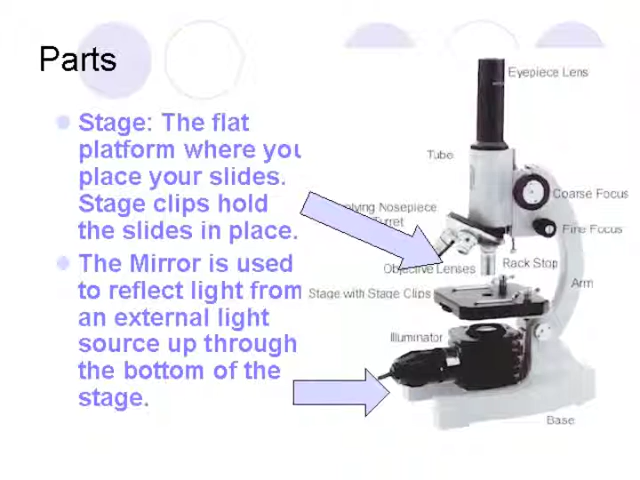 Parts
Stage: The flat
platform where you
place your slides.
Stage clips hold
the slides in place.
The Mirror is used
to reflect light from
an external light
source up through
the bottom of the
stage.
Eyepiece Lens
Tube
Coarse Focus
Nosepiece
Fine Focus
Objective Lenses
Rack Stop
Arm
Stage with Stage Clips
Illuminator
Base